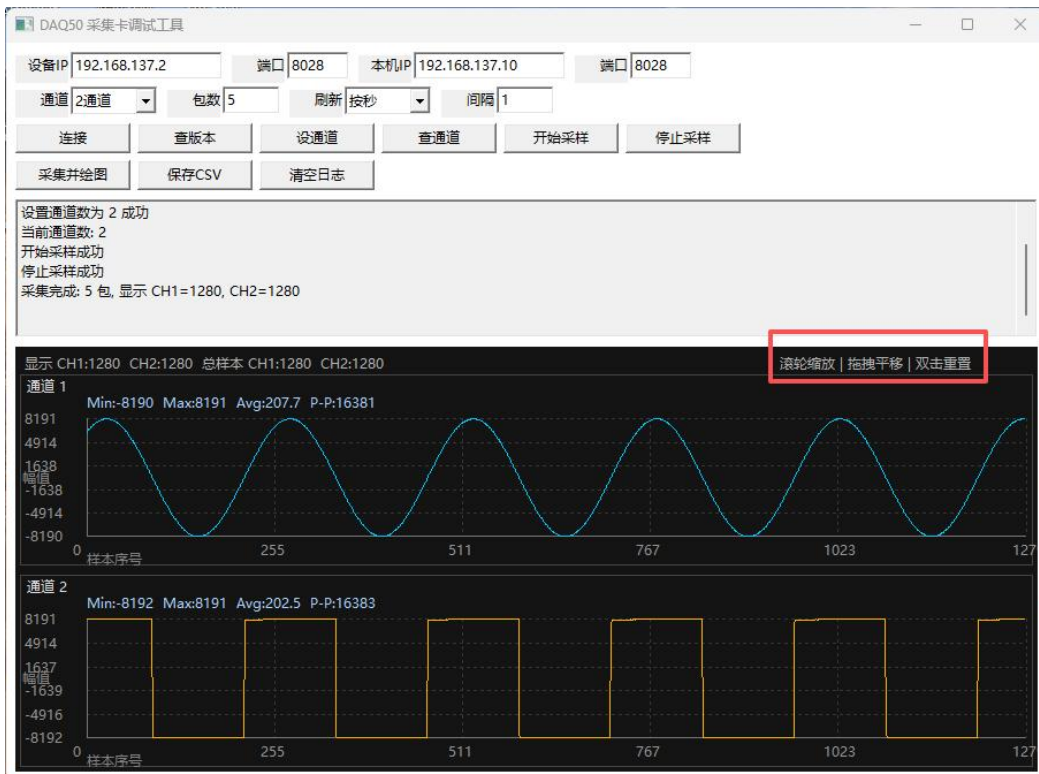 DAQ50 采集卡调试工具
设备IP 192.168.137.2 端口 8028 本机IP 192.168.137.10 端口 8028
通道 2通道 包数 5 刷新 按秒 间隔 1
连接 查版本 设通道 查通道 开始采样 停止采样
采集并绘图 保存CSV 清空日志
设置通道数为 2 成功
当前通道数: 2
开始采样成功
停止采样成功
采集完成: 5 包, 显示 CH1=1280, CH2=1280
显示 CH1:1280 CH2:1280 总样本 CH1:1280 CH2:1280 滚轮缩放 | 拖拽平移 | 双击重置
通道 1
Min:-8190 Max:8191 Avg:207.7 P-P:16381
8191
4914
1638
幅值
-1638
-4914
-8190
0 255 511 767 1023 127
样本序号
通道 2
Min:-8192 Max:8191 Avg:202.5 P-P:16383
8191
4914
1637
幅值
-1639
-4916
-8192
0 255 511 767 1023 127
样本序号